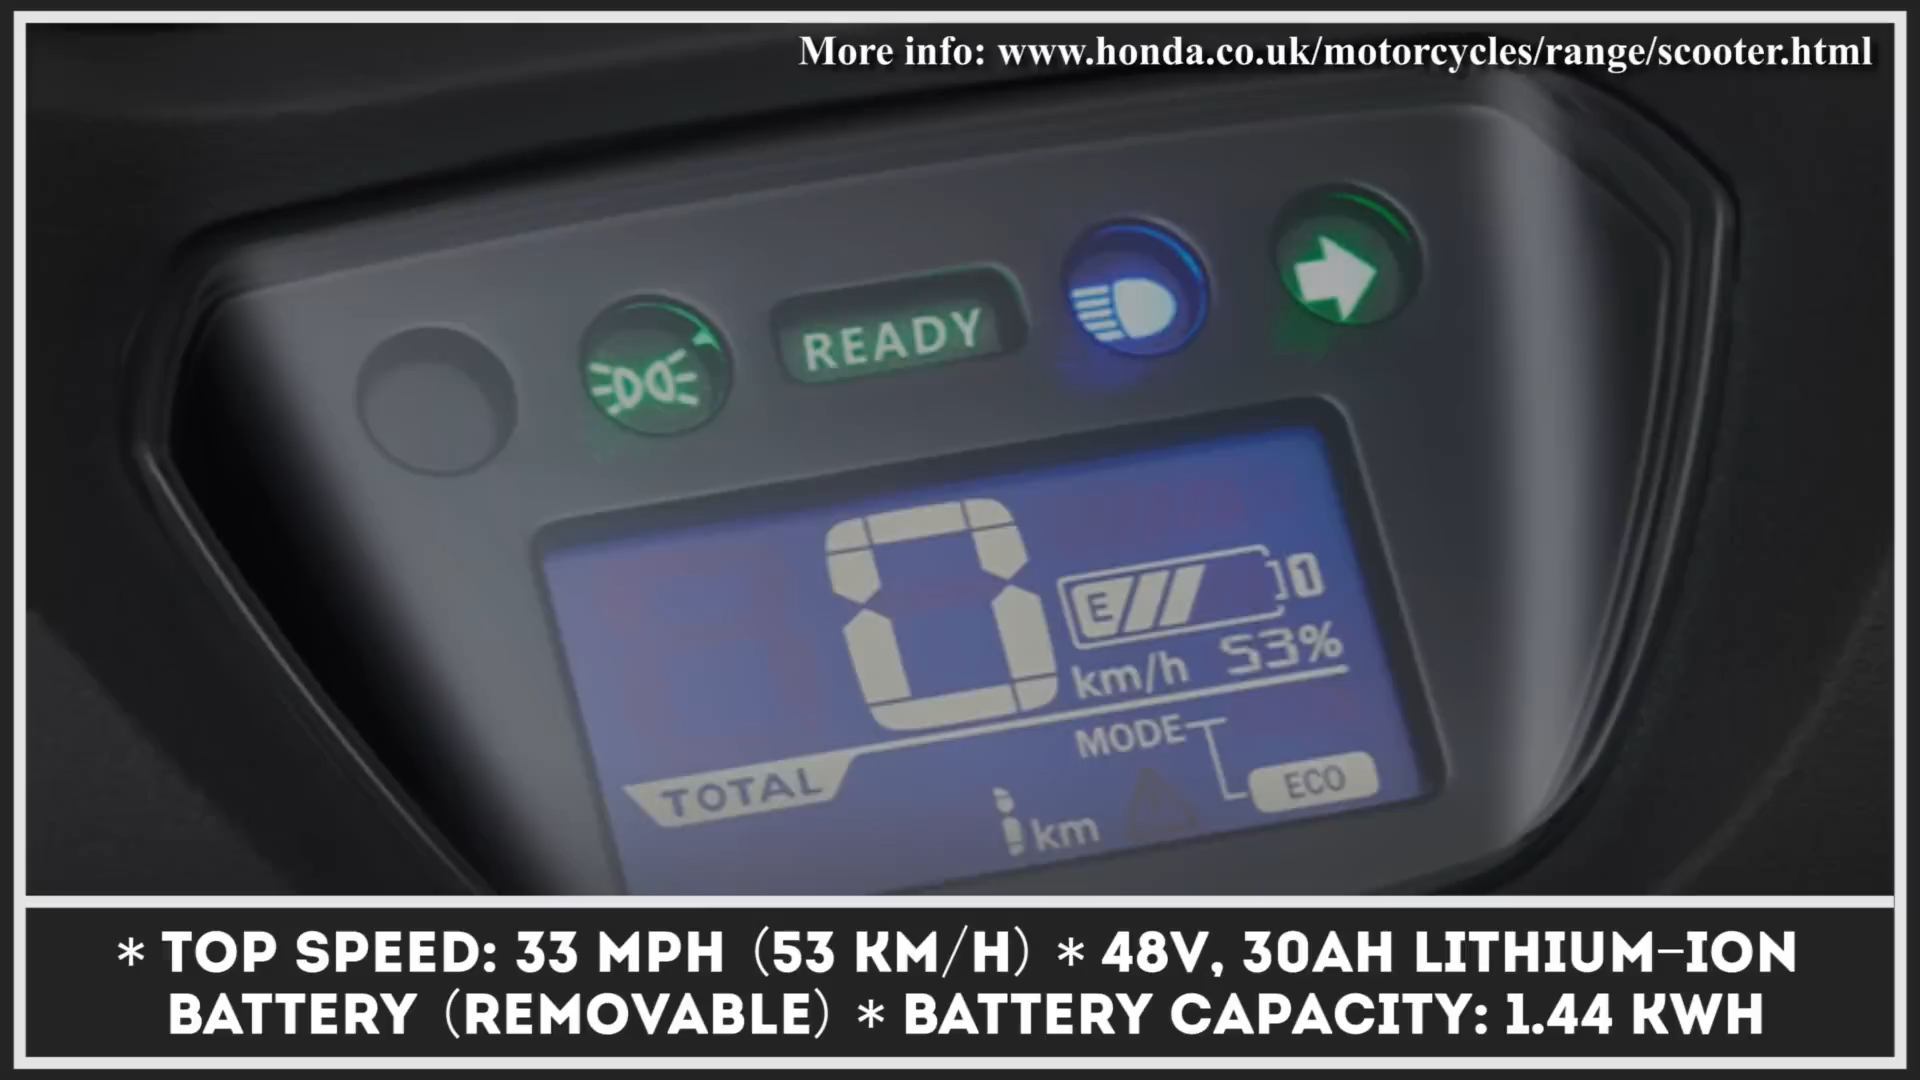 More info: www.honda.co.uk/motorcycles/range/scooter.html
READY
0
E
1
km/h 53%
MODE
TOTAL
ECO
1 km
* TOP SPEED: 33 MPH (53 KM/H) * 48V, 30AH LITHIUM-ION
BATTERY (REMOVABLE) * BATTERY CAPACITY: 1.44 KWH